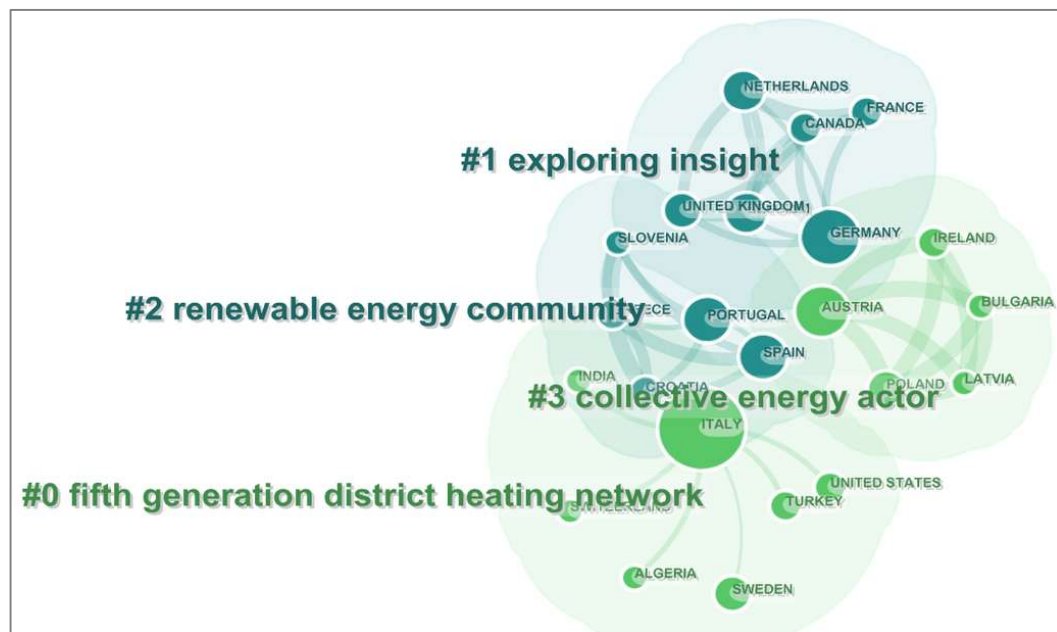 NETHERLANDS
FRANCE
CANADA
#1 exploring insight
UNITED KINGDOM
GERMANY
SLOVENIA
IRELAND
#2 renewable energy community
PORTUGAL
AUSTRIA
BULGARIA
SPAIN
INDIA
CROATIA
POLAND
LATVIA
#3 collective energy actor
ITALY
#0 fifth generation district heating network
UNITED STATES
TURKEY
ALGERIA
SWEDEN